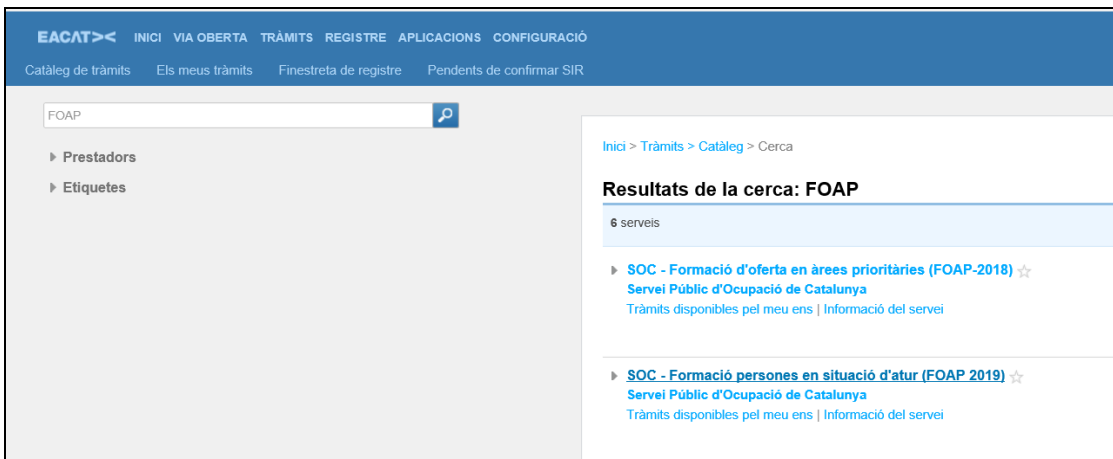 EACAT>< INICI VIA OBERTA TRÀMITS REGISTRE APLICACIONS CONFIGURACIÓ
Catàleg de tràmits Els meus tràmits Finestreta de registre Pendents de confirmar SIR
FOAP
Prestadors
Etiquetes
Inici > Tràmits > Catàleg > Cerca
Resultats de la cerca: FOAP
6 serveis
SOC - Formació d'oferta en àrees prioritàries (FOAP-2018)
Servei Públic d'Ocupació de Catalunya
Tràmits disponibles pel meu ens | Informació del servei
SOC - Formació persones en situació d'atur (FOAP 2019)
Servei Públic d'Ocupació de Catalunya
Tràmits disponibles pel meu ens | Informació del servei